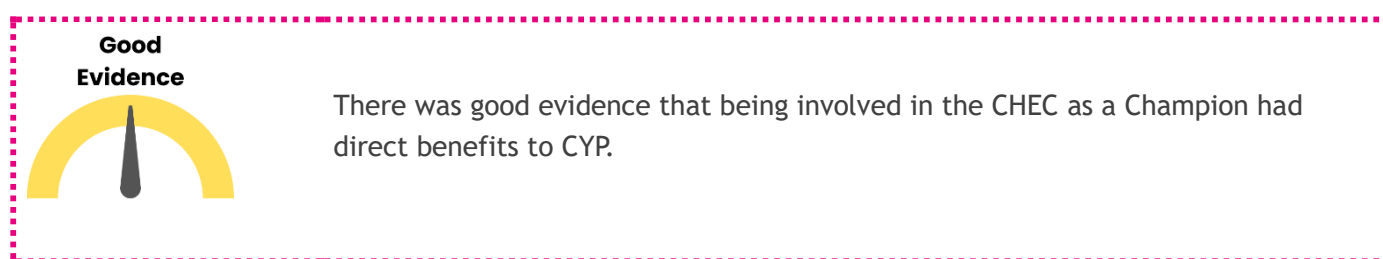 Good
Evidence
There was good evidence that being involved in the CHEC as a Champion had
direct benefits to CYP.